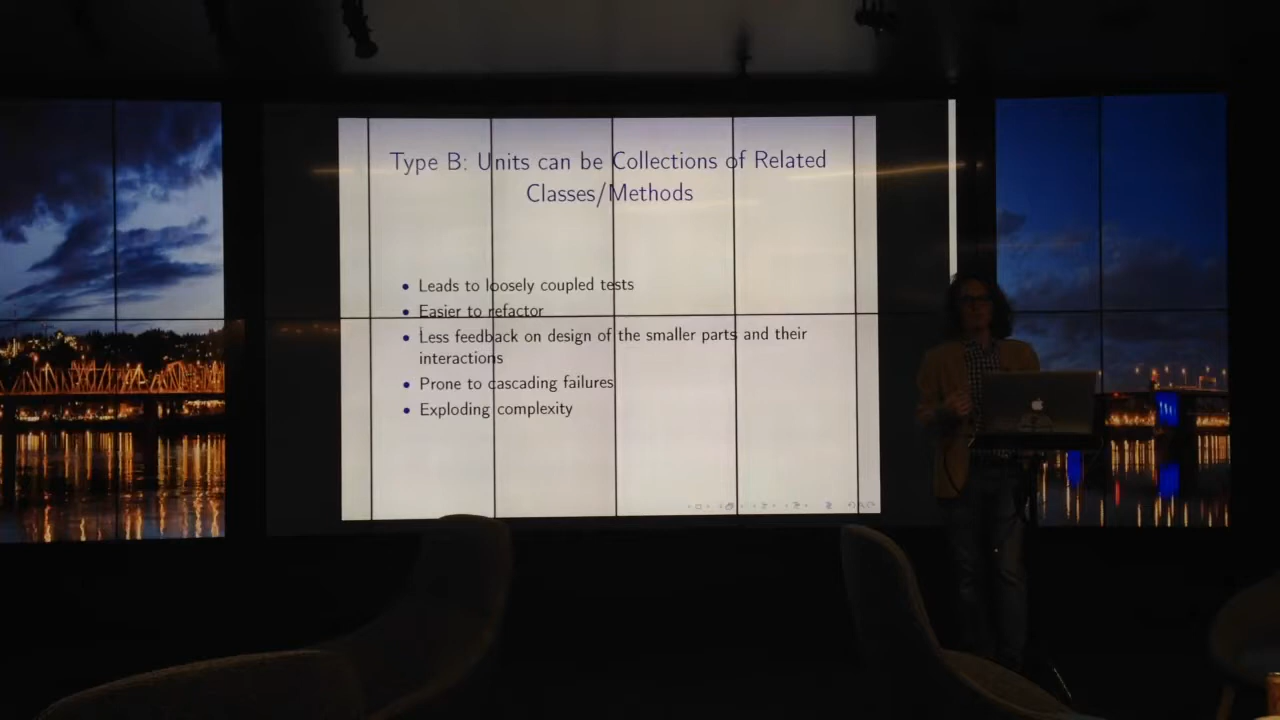 Type B: Units can be Collections of Related
Classes/Methods
Leads to loosely coupled tests
Easier to refactor
Less feedback on design of the smaller parts and their
interactions
Prone to cascading failures
Exploding complexity